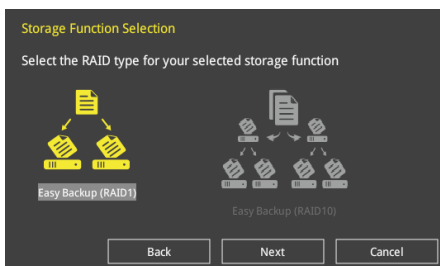 Storage Function Selection
Select the RAID type for your selected storage function
Easy Backup (RAID1)
Easy Backup (RAID10)
Back
Next
Cancel